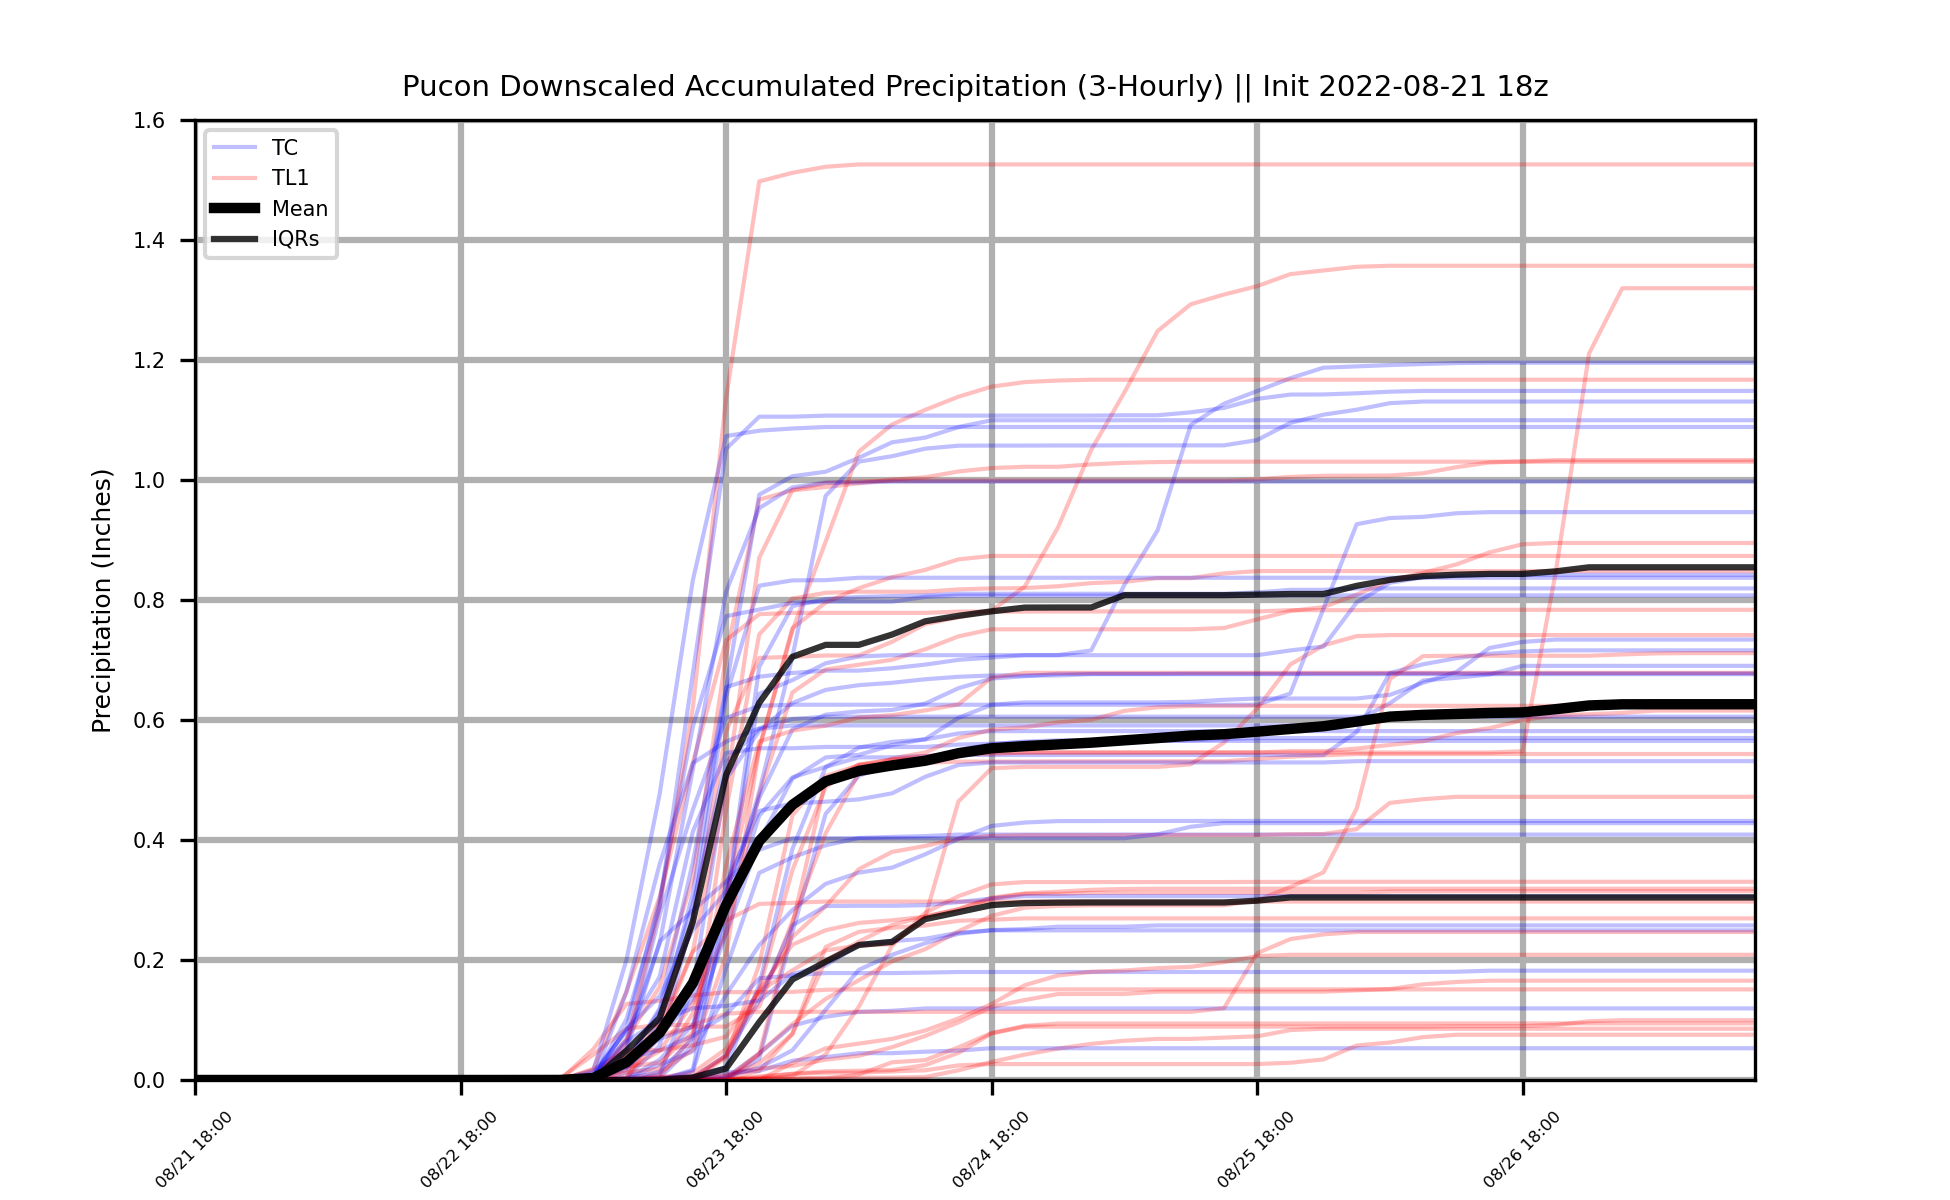 Pucon Downscaled Accumulated Precipitation (3-Hourly) || Init 2022-08-21 18z
Precipitation (Inches)
1.6
1.4
1.2
1.0
0.8
0.6
0.4
0.2
0.0
TC
TL1
Mean
IQRs
08/21 18:00
08/22 18:00
08/23 18:00
08/24 18:00
08/25 18:00
08/26 18:00